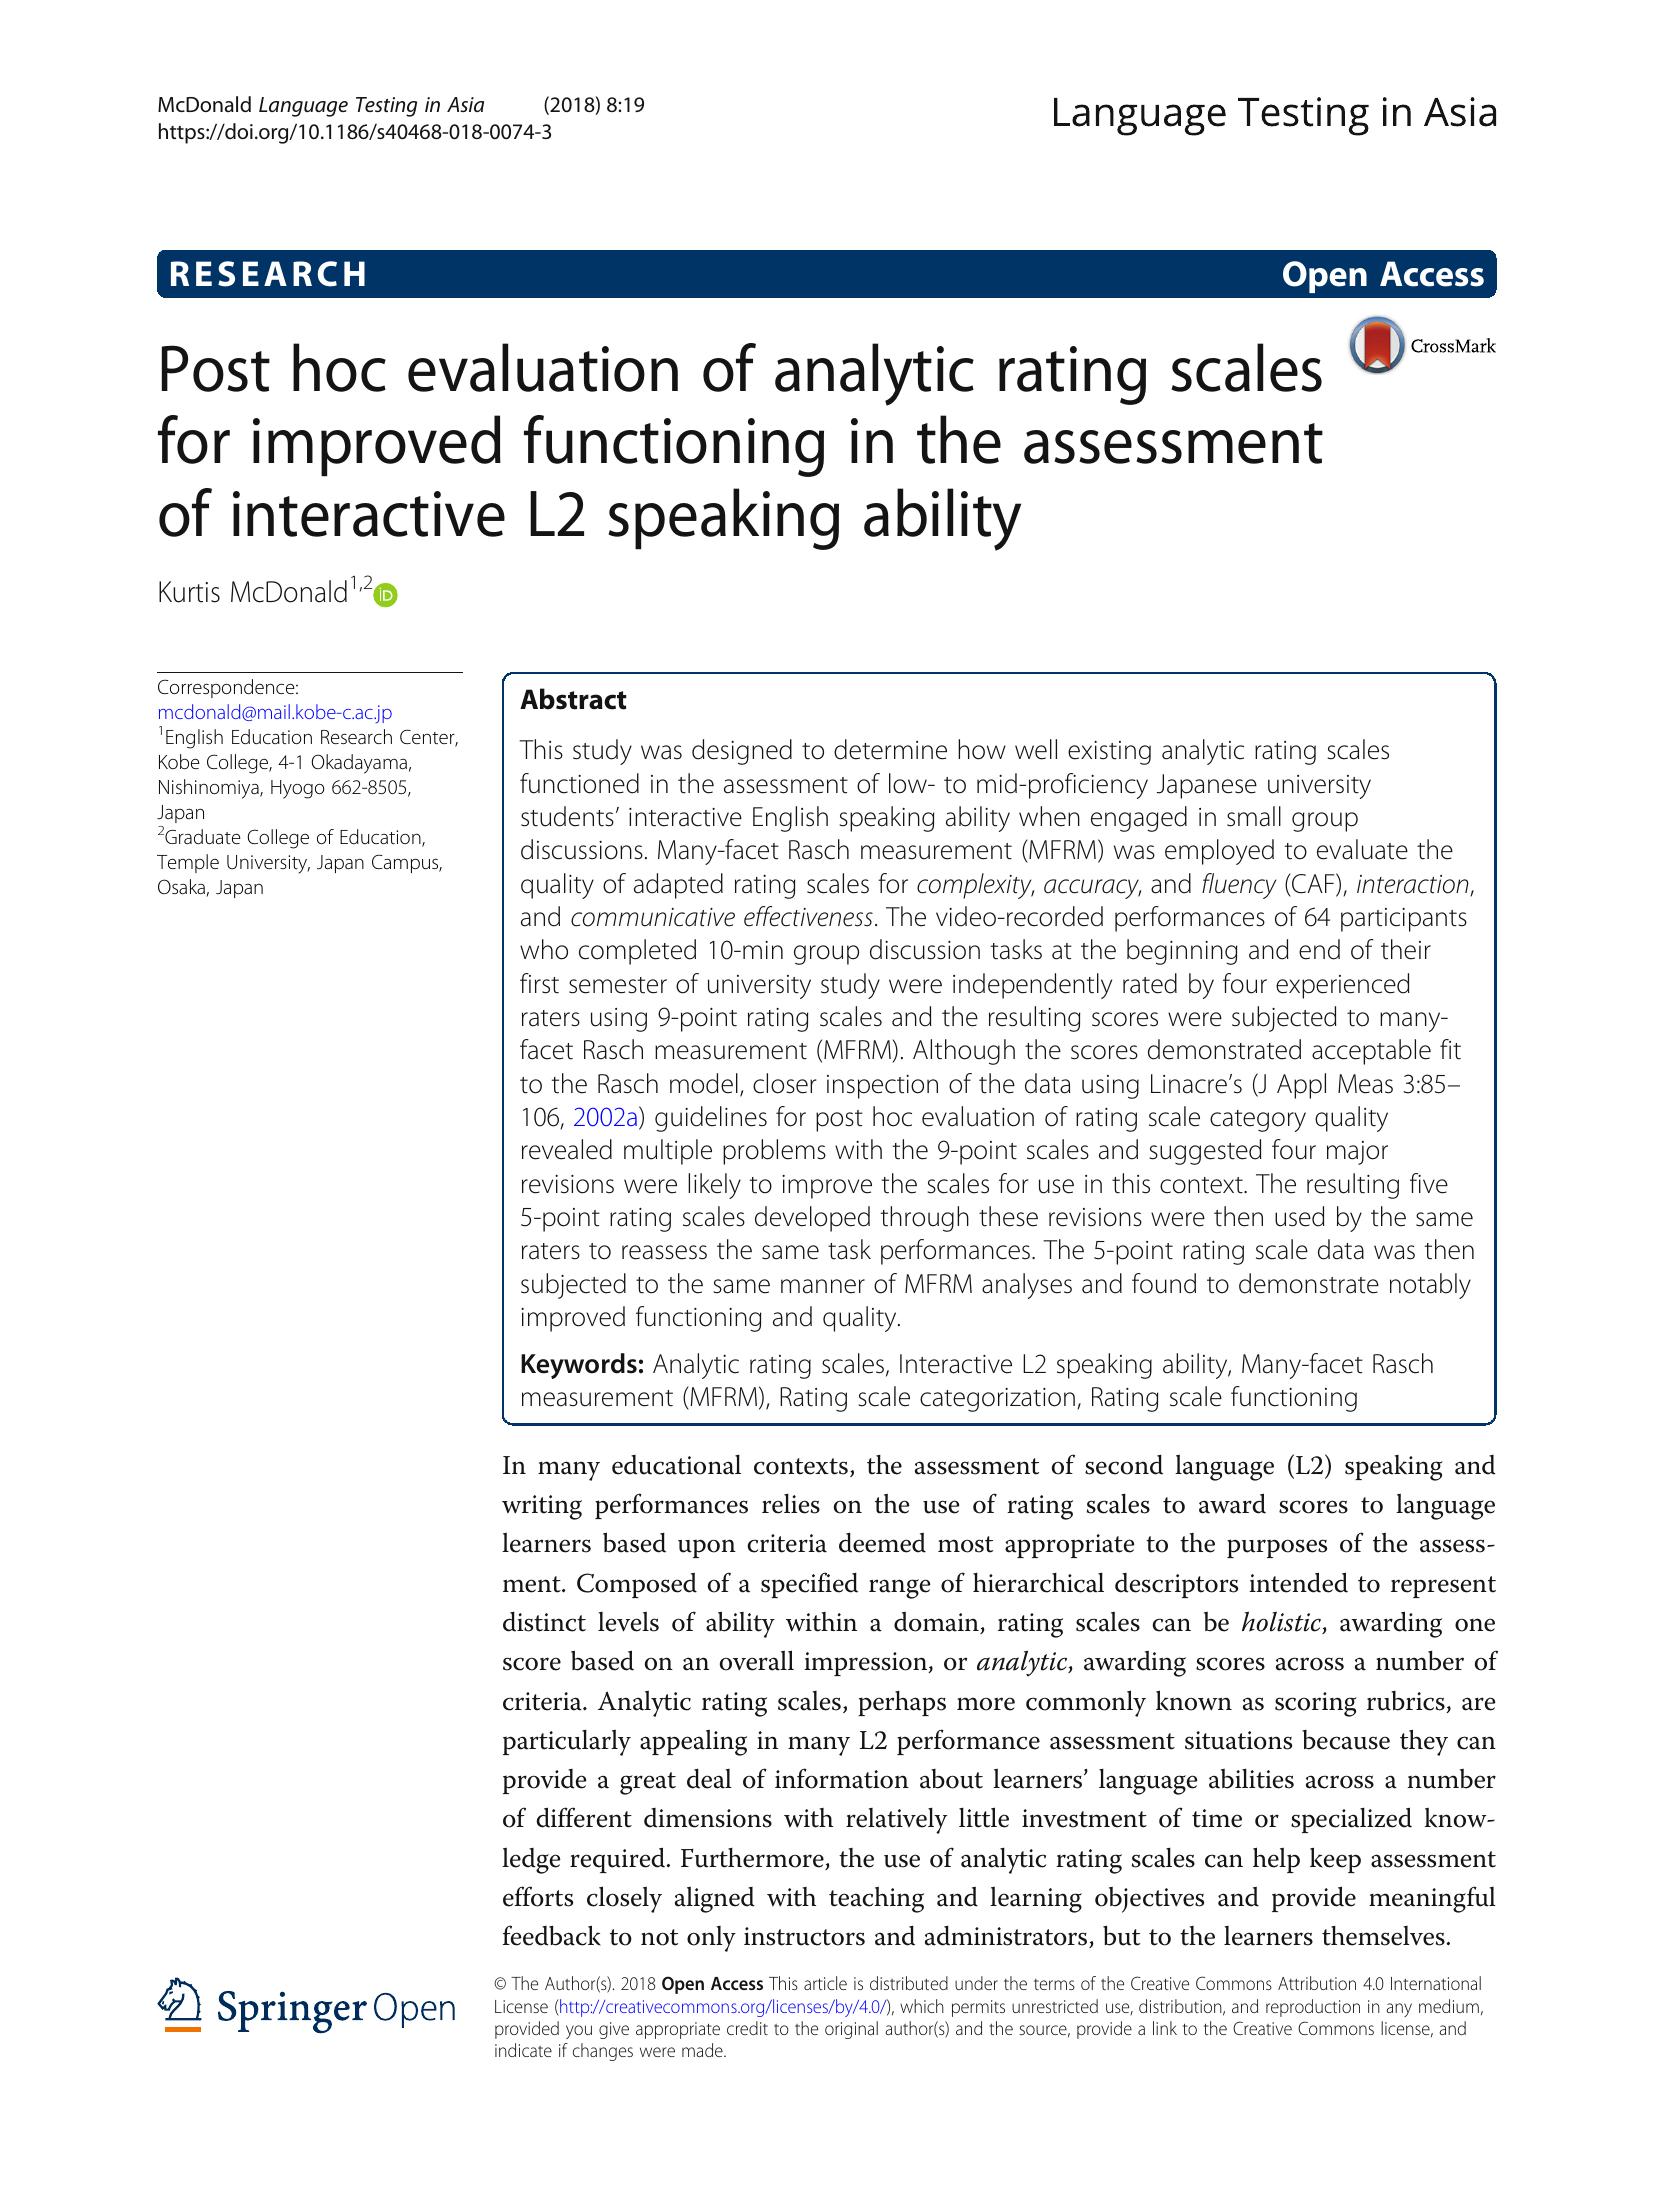 McDonald Language Testing in Asia (2018) 8:19
https://doi.org/10.1186/s40468-018-0074-3
Language Testing in Asia
RESEARCH Open Access
CrossMark
Post hoc evaluation of analytic rating scales
for improved functioning in the assessment
of interactive L2 speaking ability
Kurtis McDonald1,2 iD
Correspondence:
mcdonald@mail.kobe-c.ac.jp
1English Education Research Center,
Kobe College, 4-1 Okadayama,
Nishinomiya, Hyogo 662-8505,
Japan
2Graduate College of Education,
Temple University, Japan Campus,
Osaka, Japan
Abstract
This study was designed to determine how well existing analytic rating scales
functioned in the assessment of low- to mid-proficiency Japanese university
students’ interactive English speaking ability when engaged in small group
discussions. Many-facet Rasch measurement (MFRM) was employed to evaluate the
quality of adapted rating scales for complexity, accuracy, and fluency (CAF), interaction,
and communicative effectiveness. The video-recorded performances of 64 participants
who completed 10-min group discussion tasks at the beginning and end of their
first semester of university study were independently rated by four experienced
raters using 9-point rating scales and the resulting scores were subjected to many-
facet Rasch measurement (MFRM). Although the scores demonstrated acceptable fit
to the Rasch model, closer inspection of the data using Linacre’s (J Appl Meas 3:85–
106, 2002a) guidelines for post hoc evaluation of rating scale category quality
revealed multiple problems with the 9-point scales and suggested four major
revisions were likely to improve the scales for use in this context. The resulting five
5-point rating scales developed through these revisions were then used by the same
raters to reassess the same task performances. The 5-point rating scale data was then
subjected to the same manner of MFRM analyses and found to demonstrate notably
improved functioning and quality.
Keywords: Analytic rating scales, Interactive L2 speaking ability, Many-facet Rasch
measurement (MFRM), Rating scale categorization, Rating scale functioning
In many educational contexts, the assessment of second language (L2) speaking and
writing performances relies on the use of rating scales to award scores to language
learners based upon criteria deemed most appropriate to the purposes of the assess-
ment. Composed of a specified range of hierarchical descriptors intended to represent
distinct levels of ability within a domain, rating scales can be holistic, awarding one
score based on an overall impression, or analytic, awarding scores across a number of
criteria. Analytic rating scales, perhaps more commonly known as scoring rubrics, are
particularly appealing in many L2 performance assessment situations because they can
provide a great deal of information about learners’ language abilities across a number
of different dimensions with relatively little investment of time or specialized know-
ledge required. Furthermore, the use of analytic rating scales can help keep assessment
efforts closely aligned with teaching and learning objectives and provide meaningful
feedback to not only instructors and administrators, but to the learners themselves.
Springer Open
© The Author(s). 2018 Open Access This article is distributed under the terms of the Creative Commons Attribution 4.0 International
License (http://creativecommons.org/licenses/by/4.0/), which permits unrestricted use, distribution, and reproduction in any medium,
provided you give appropriate credit to the original author(s) and the source, provide a link to the Creative Commons license, and
indicate if changes were made.